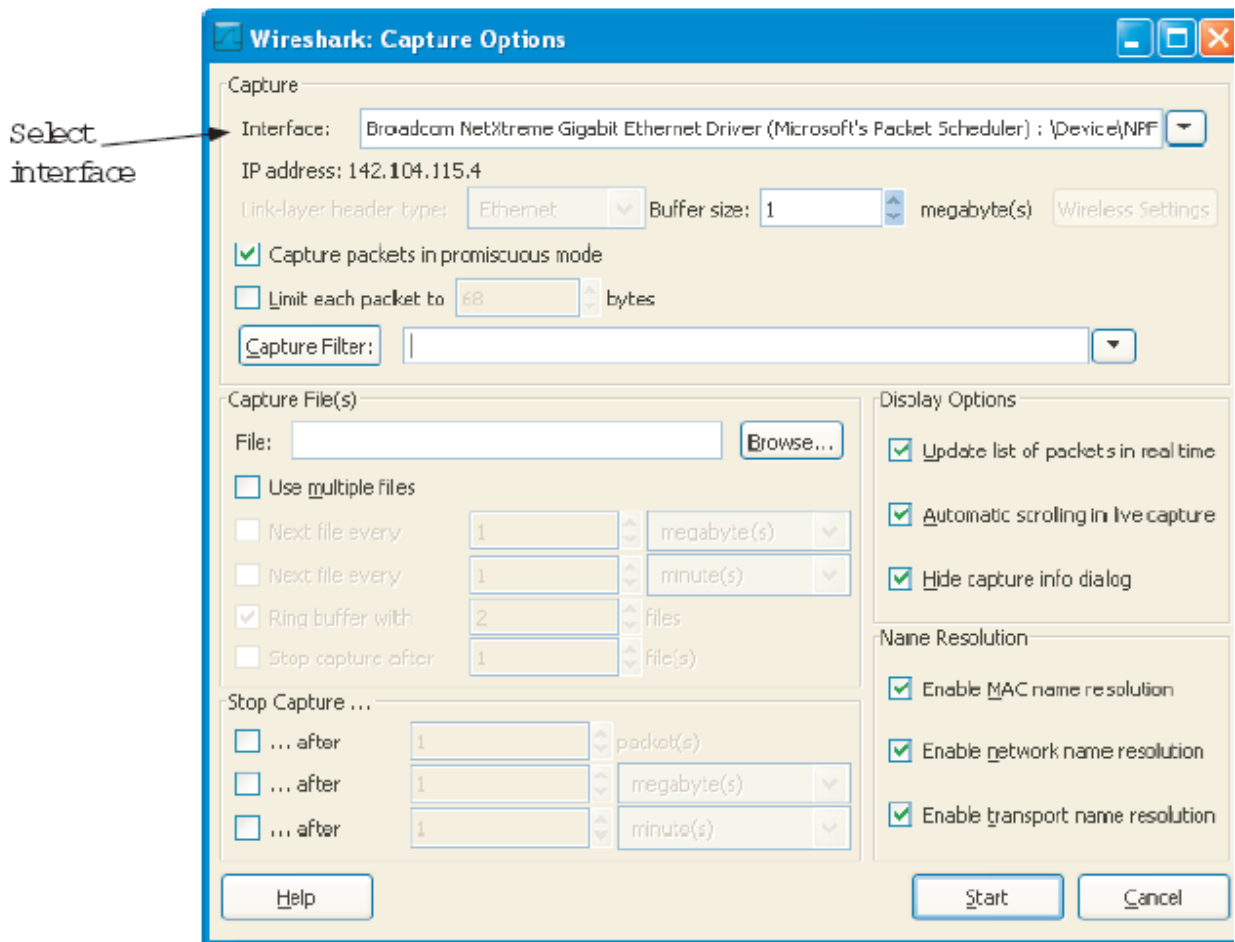 Wireshark: Capture Options
Capture
Select interface
Interface: Broadcom NetXtreme Gigabit Ethernet Driver (Microsoft's Packet Scheduler) : \Device\NPF
IP address: 142.104.115.4
Link-layer header type: Ethernet Buffer size: 1 megabyte(s) Wireless Settings
Capture packets in promiscuous mode
Limit each packet to 68 bytes
Capture Filter:
Capture File(s)
File: Browse...
Use multiple files
Next file every 1 megabyte(s)
Next file every 1 minute(s)
Ring buffer with 2 files
Stop capture after 1 file(s)
Stop Capture ...
... after 1 packet(s)
... after 1 megabyte(s)
... after 1 minute(s)
Display Options
Update list of packets in real time
Automatic scrolling in live capture
Hide capture info dialog
Name Resolution
Enable MAC name resolution
Enable network name resolution
Enable transport name resolution
Help Start Cancel